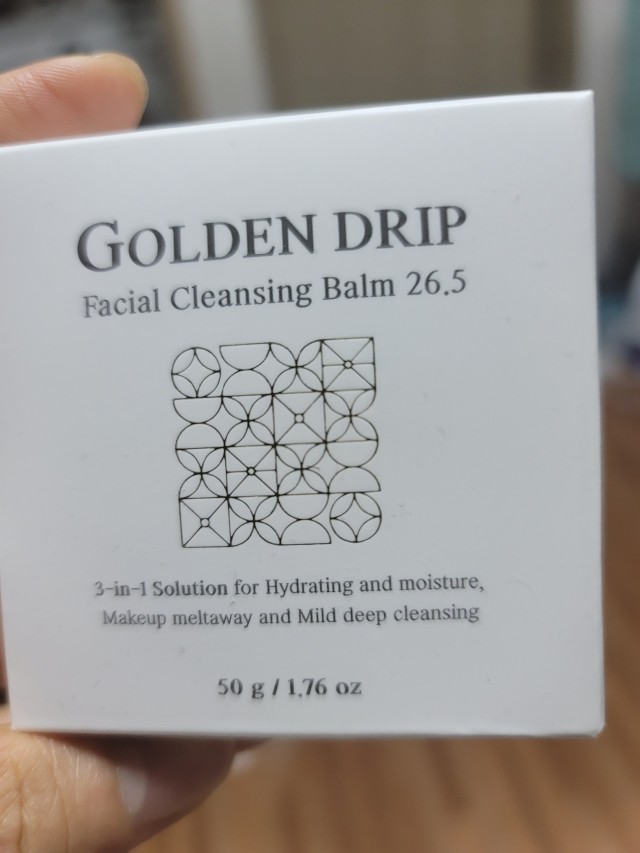 GOLDEN DRIP
Facial Cleansing Balm 26.5
3-in-1 Solution for Hydrating and moisture,
Makeup meltaway and Mild deep cleansing
50 g / 1.76 oz